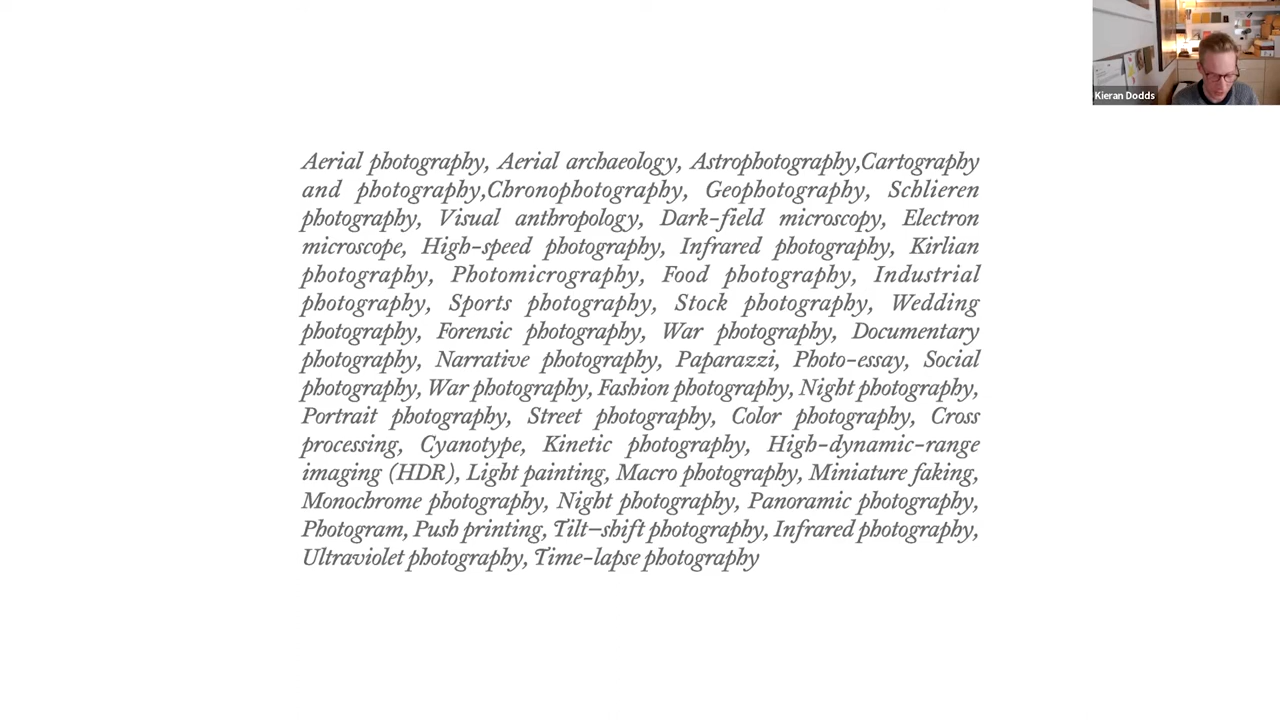 Kieran Dodds
Aerial photography, Aerial archaeology, Astrophotography,Cartography
and photography,Chronophotography, Geophotography, Schlieren
photography, Visual anthropology, Dark-field microscopy, Electron
microscope, High-speed photography, Infrared photography, Kirlian
photography, Photomicrography, Food photography, Industrial
photography, Sports photography, Stock photography, Wedding
photography, Forensic photography, War photography, Documentary
photography, Narrative photography, Paparazzi, Photo-essay, Social
photography, War photography, Fashion photography, Night photography,
Portrait photography, Street photography, Color photography, Cross
processing, Cyanotype, Kinetic photography, High-dynamic-range
imaging (HDR), Light painting, Macro photography, Miniature faking,
Monochrome photography, Night photography, Panoramic photography,
Photogram, Push printing, Tilt–shift photography, Infrared photography,
Ultraviolet photography, Time-lapse photography